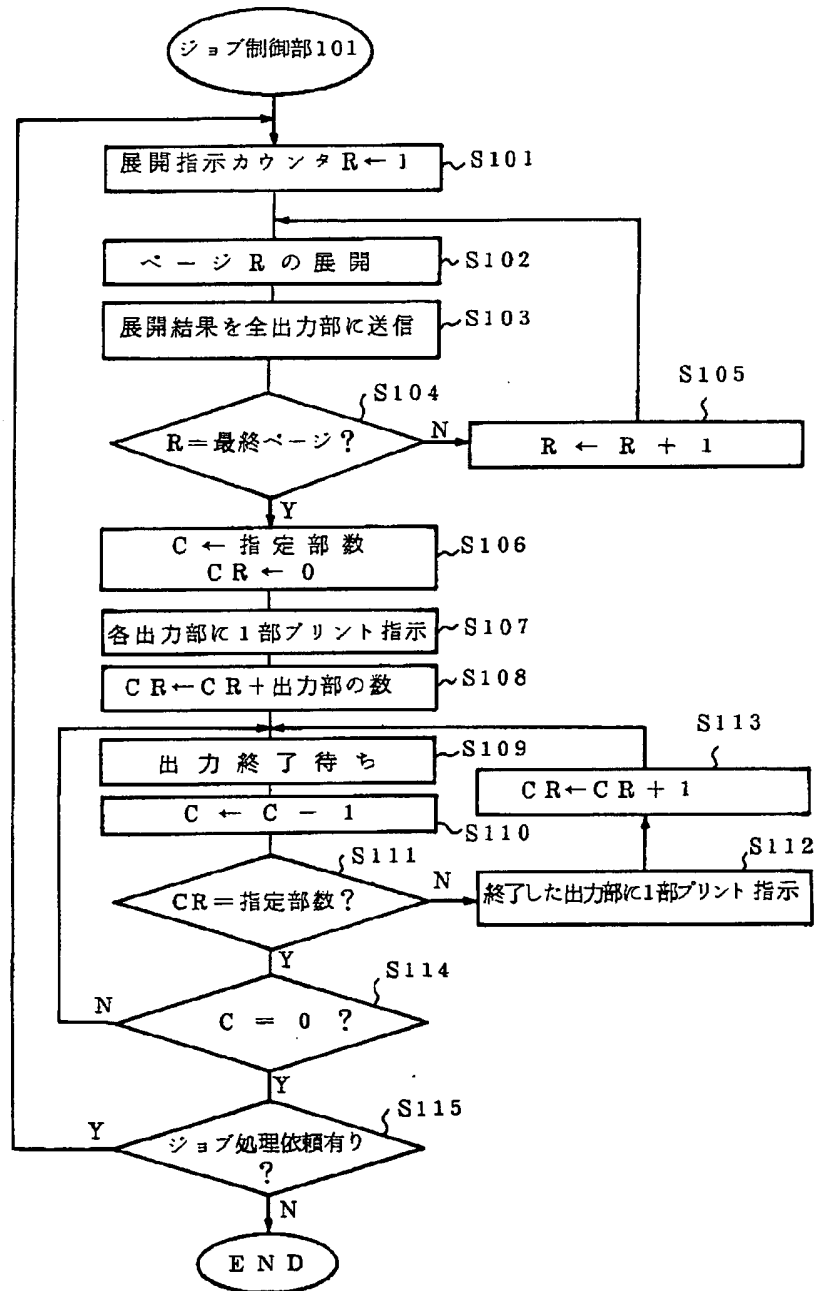 ジョブ制御部101
展開指示カウンタR←1
S101
ページRの展開
S102
展開結果を全出力部に送信
S103
S104
R=最終ページ?
N
S105
R ← R + 1
Y
C ← 指定部数
CR ← 0
S106
各出力部に1部プリント指示
S107
CR←CR+出力部の数
S108
出力終了待ち
S109
C ← C - 1
S110
S111
CR=指定部数?
N
S112
終了した出力部に1部プリント指示
S113
CR←CR+1
Y
S114
C = 0 ?
N
Y
S115
ジョブ処理依頼有り
?
Y
N
END